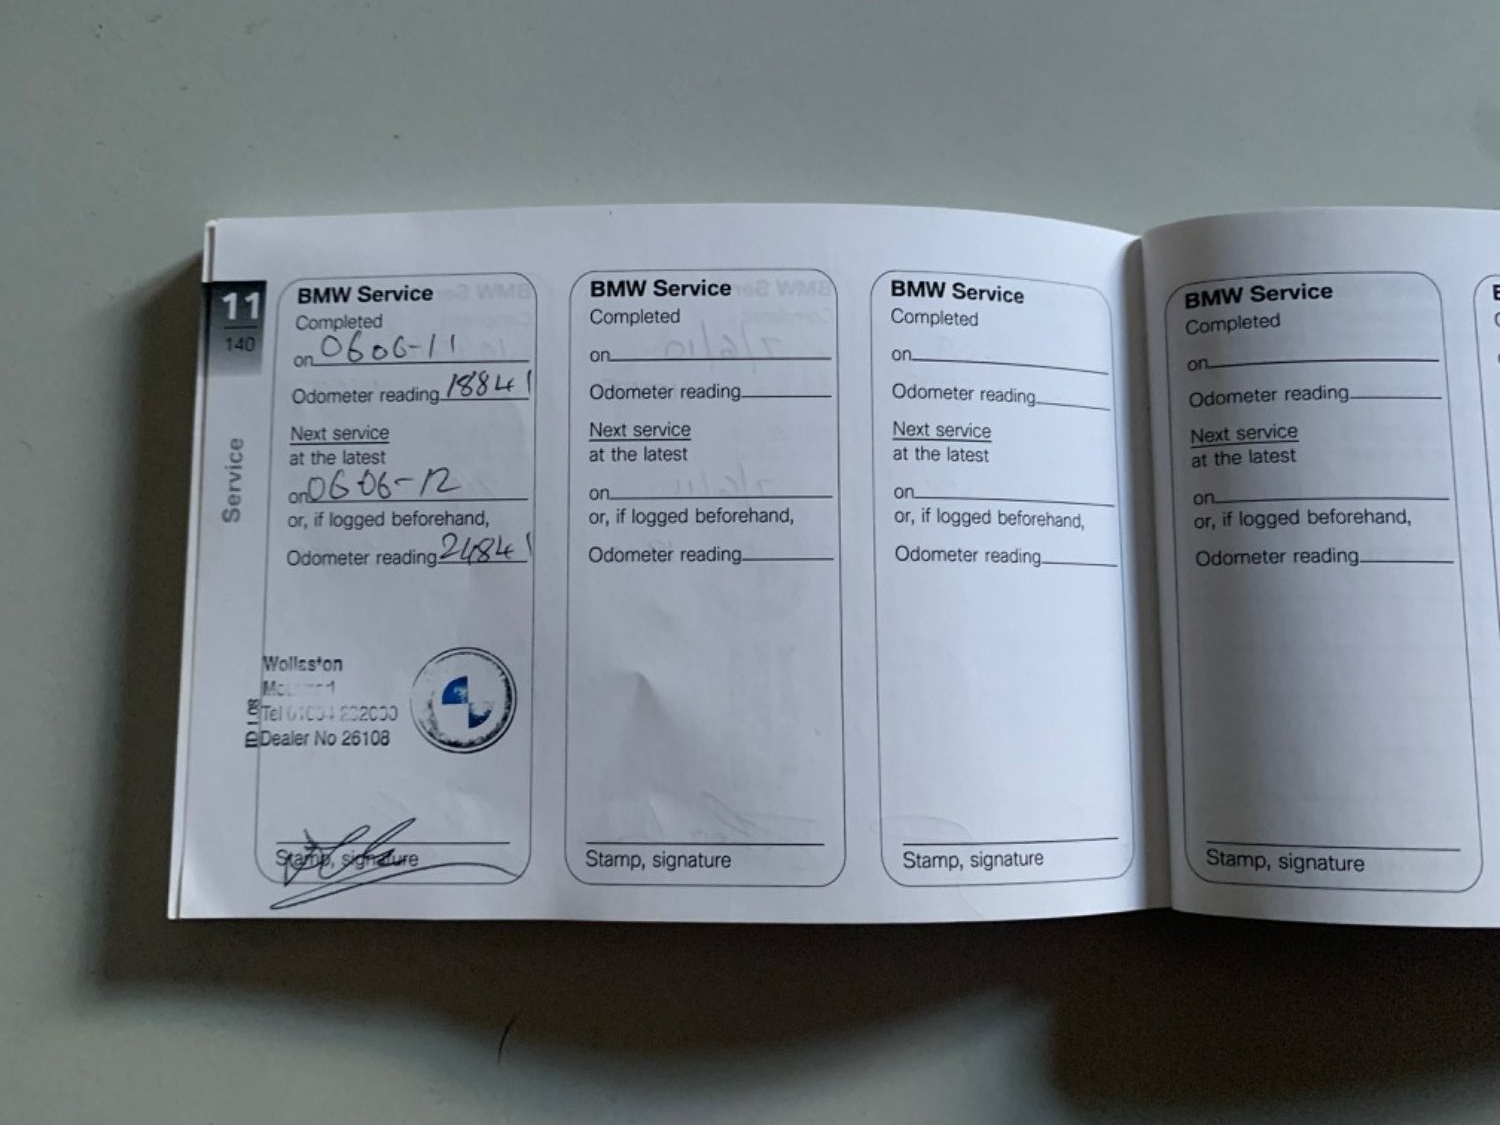 11
140
Service
BMW Service
Completed
on 0606-11
Odometer reading 18841
Next service
at the latest
on 0606-12
or, if logged beforehand,
Odometer reading 24841
Wollaston
Tel
Dealer No 26108
Stamp, signature
BMW Service
Completed
on
Odometer reading
Next service
at the latest
on
or, if logged beforehand,
Odometer reading
Stamp, signature
BMW Service
Completed
on
Odometer reading
Next service
at the latest
on
or, if logged beforehand,
Odometer reading
Stamp, signature
BMW Service
Completed
on
Odometer reading
Next service
at the latest
on
or, if logged beforehand,
Odometer reading
Stamp, signature